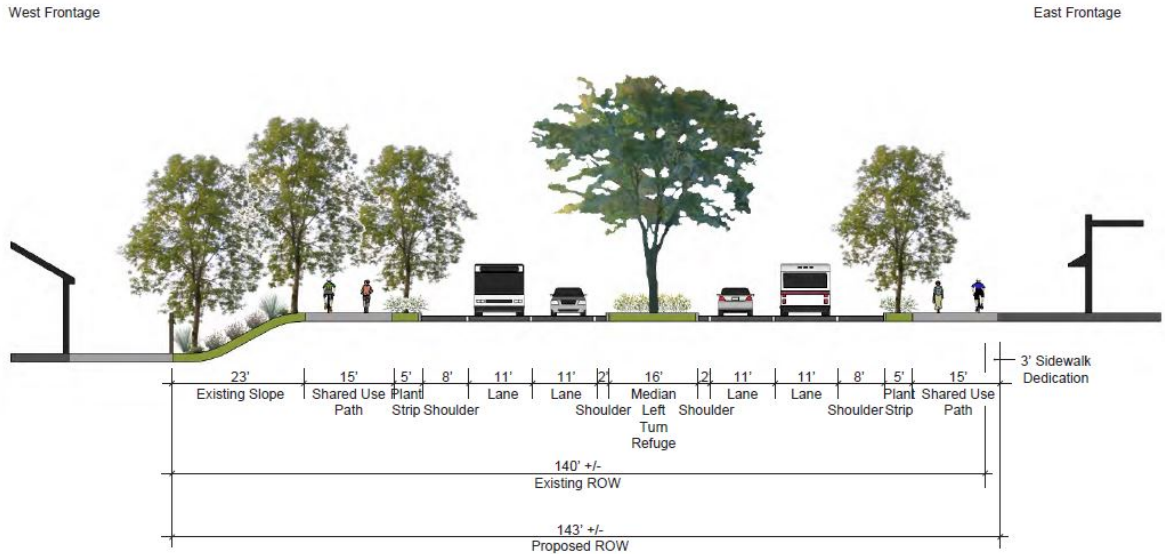 West Frontage
East Frontage
23'
Existing Slope
15'
Shared Use
Path
5'
Plant
Strip
8'
Shoulder
11'
Lane
11'
Lane
2'
Shoulder
16'
Median
Left
Turn
Refuge
2'
Shoulder
11'
Lane
11'
Lane
8'
Shoulder
5'
Plant
Strip
15'
Shared Use
Path
3' Sidewalk
Dedication
140' +/-
Existing ROW
143' +/-
Proposed ROW